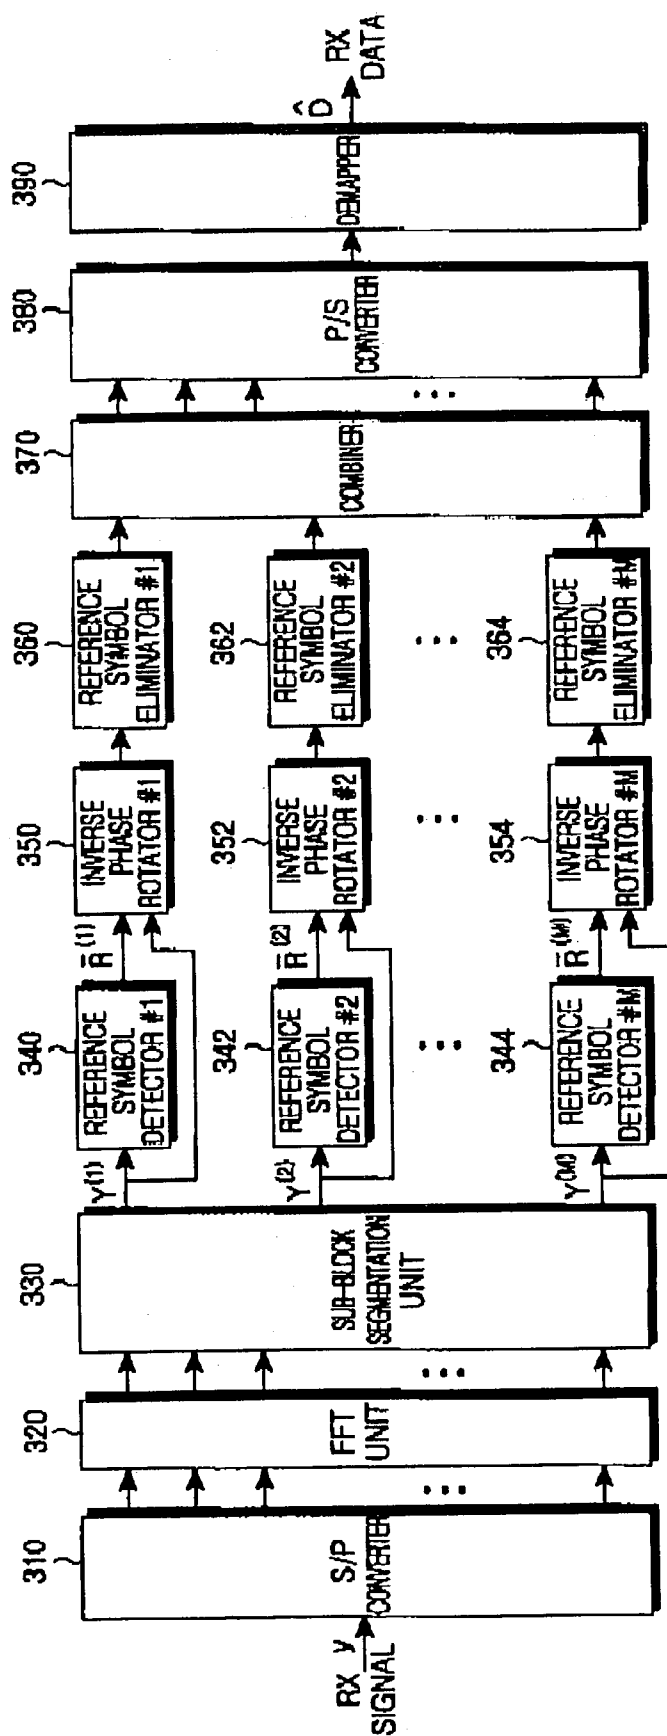 RX
SIGNAL
y
310
S/P
CONVERTER
320
FFT
UNIT
330
SUB-BLOCK
SEGMENTATION
UNIT
Y(1)
340
REFERENCE
SYMBOL
DETECTOR #1
R̄(1)
350
INVERSE
PHASE
ROTATOR #1
360
REFERENCE
SYMBOL
ELIMINATOR #1
Y(2)
342
REFERENCE
SYMBOL
DETECTOR #2
R̄(2)
352
INVERSE
PHASE
ROTATOR #2
362
REFERENCE
SYMBOL
ELIMINATOR #2
Y(M)
344
REFERENCE
SYMBOL
DETECTOR #M
R̄(M)
354
INVERSE
PHASE
ROTATOR #M
364
REFERENCE
SYMBOL
ELIMINATOR #M
370
COMBINER
380
P/S
CONVERTER
390
DEMAPPER
D̂
RX
DATA